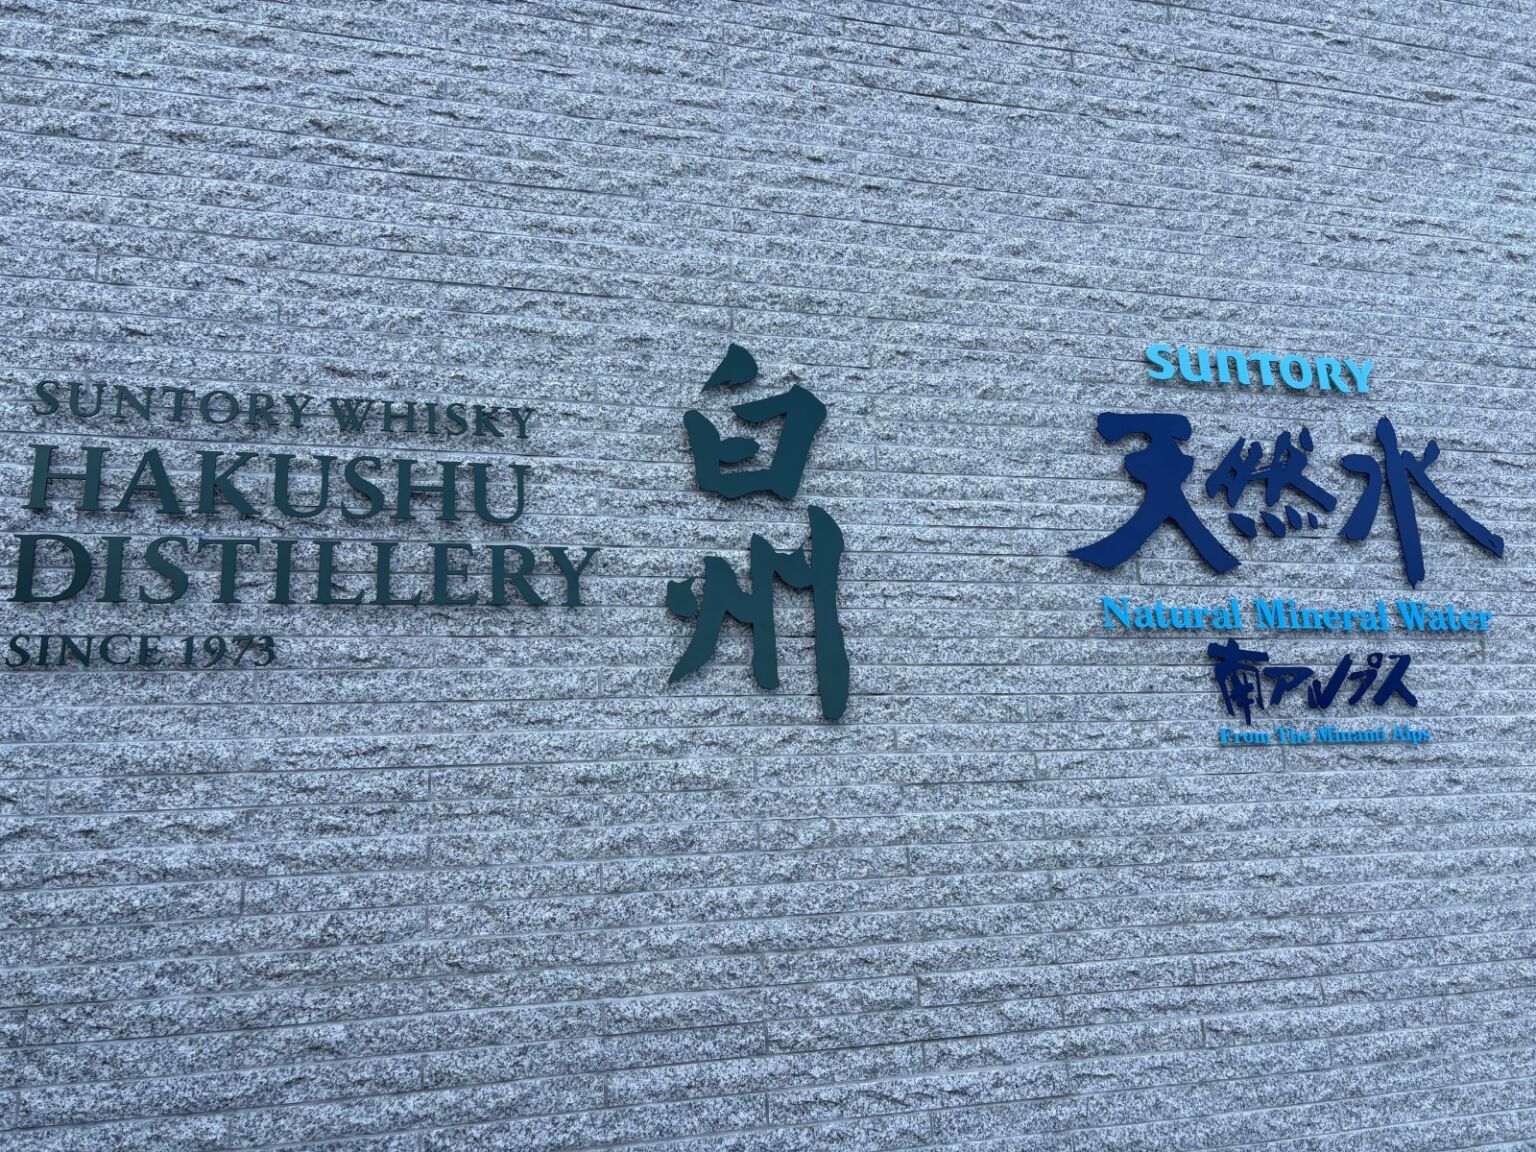 SUNTORY WHISKY
HAKUSHU
DISTILLERY
SINCE 1973
白州
SUNTORY
天然水
Natural Mineral Water
南アルプス
From The Minami Alps